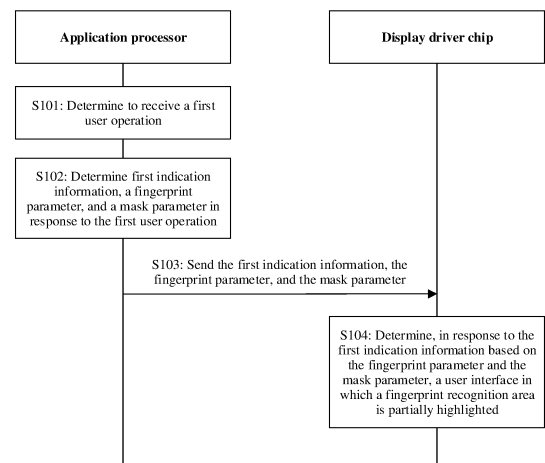 Application processor
Display driver chip
S101: Determine to receive a first
user operation
S102: Determine first indication
information, a fingerprint
parameter, and a mask parameter in
response to the first user operation
S103: Send the first indication information, the
fingerprint parameter, and the mask parameter
S104: Determine, in response to the
first indication information based on
the fingerprint parameter and the
mask parameter, a user interface in
which a fingerprint recognition area
is partially highlighted